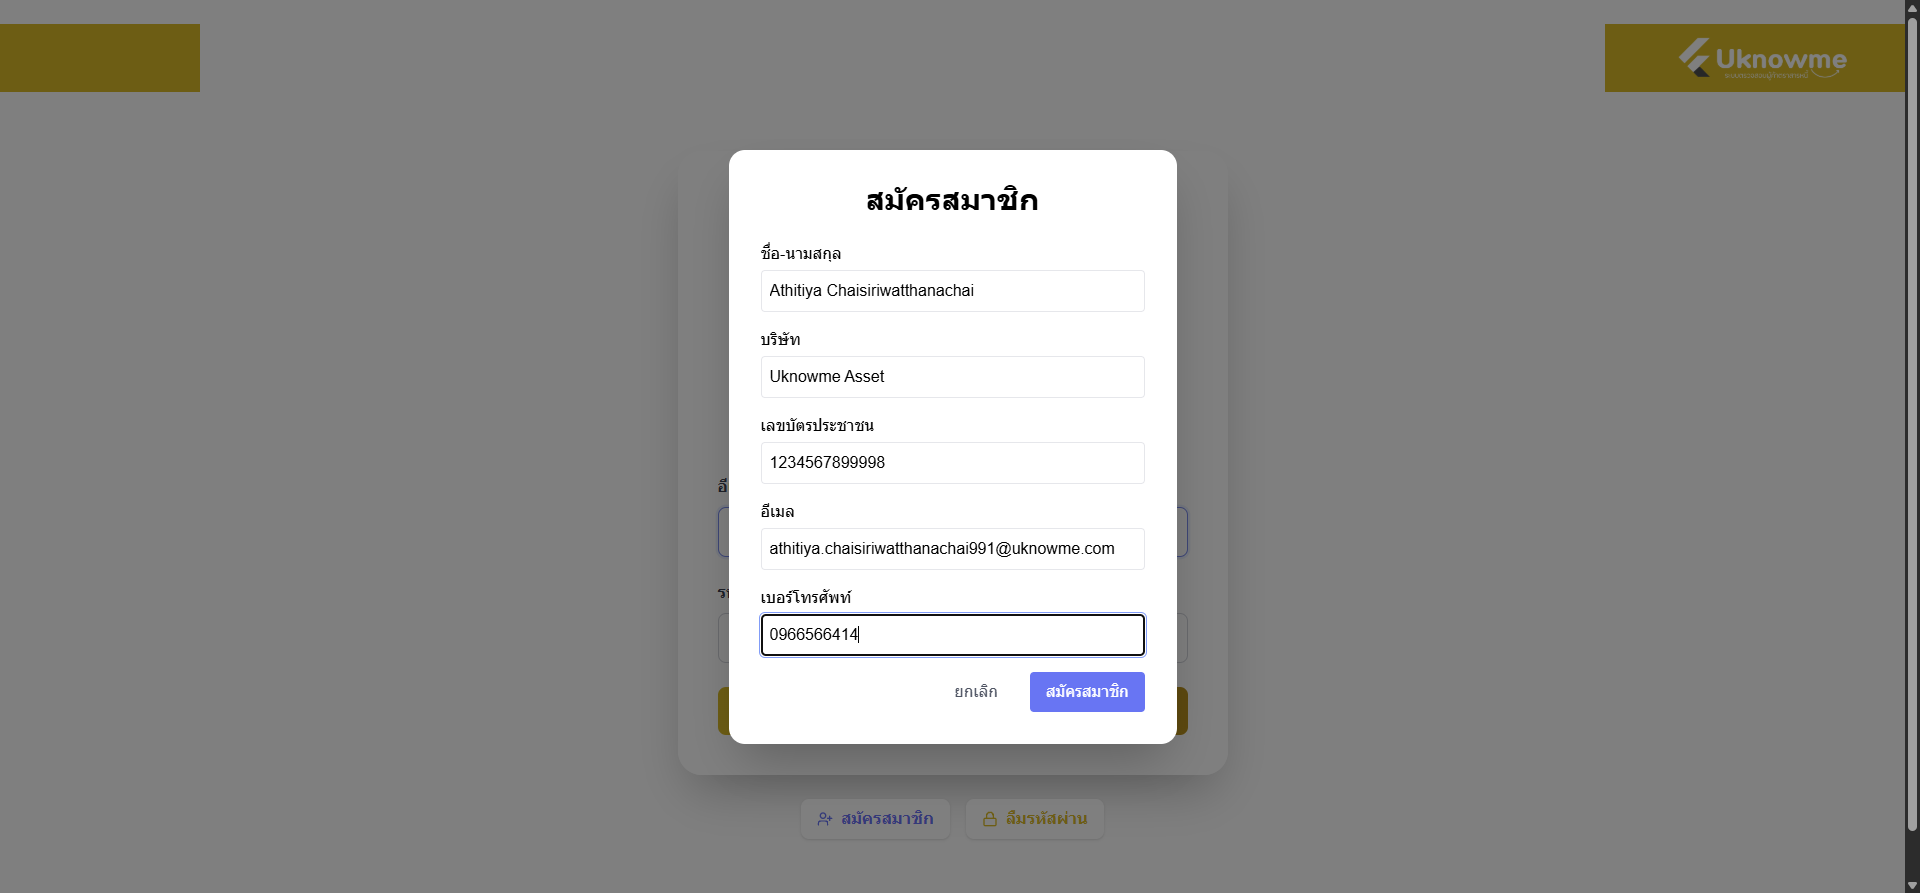 Uknowme
สมัครสมาชิก
ชื่อ-นามสกุล
Athitiya Chaisiriwatthanachai
บริษัท
Uknowme Asset
เลขบัตรประชาชน
1234567899998
อีเมล
athitiya.chaisiriwatthanachai991@uknowme.com
เบอร์โทรศัพท์
0966566414
ยกเลิก
สมัครสมาชิก
สมัครสมาชิก
ลืมรหัสผ่าน